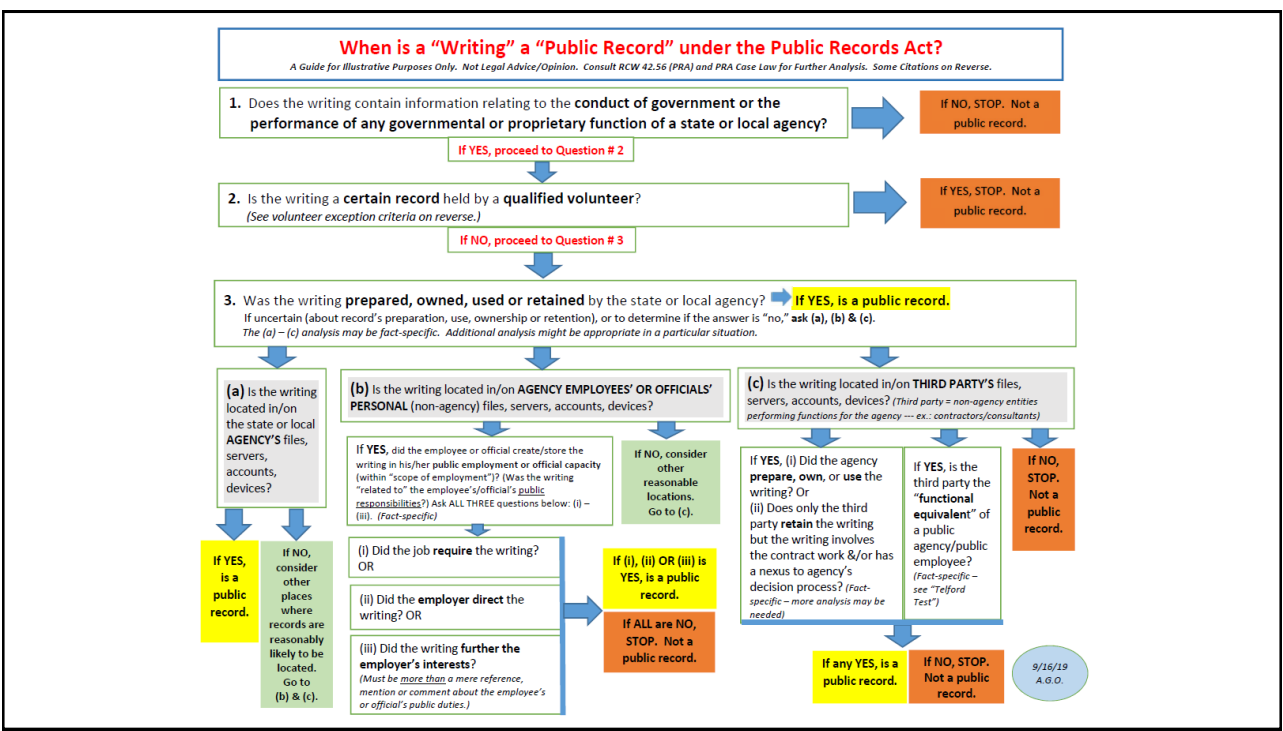 When is a “Writing” a “Public Record” under the Public Records Act?
A Guide for Illustrative Purposes Only. Not Legal Advice/Opinion. Consult RCW 42.56 (PRA) and PRA Case Law for Further Analysis. Some Citations on Reverse.
1. Does the writing contain information relating to the conduct of government or the
performance of any governmental or proprietary function of a state or local agency?
If NO, STOP. Not a
public record.
If YES, proceed to Question # 2
2. Is the writing a certain record held by a qualified volunteer?
(See volunteer exception criteria on reverse.)
If YES, STOP. Not a
public record.
If NO, proceed to Question # 3
3. Was the writing prepared, owned, used or retained by the state or local agency?
If YES, is a public record.
If uncertain (about record’s preparation, use, ownership or retention), or to determine if the answer is “no,” ask (a), (b) & (c).
The (a) – (c) analysis may be fact-specific. Additional analysis might be appropriate in a particular situation.
(a) Is the writing
located in/on
the state or local
AGENCY’S files,
servers,
accounts,
devices?
If YES,
is a
public
record.
If NO,
consider
other
places
where
records are
reasonably
likely to be
located.
Go to
(b) & (c).
(b) Is the writing located in/on AGENCY EMPLOYEES’ OR OFFICIALS’
PERSONAL (non-agency) files, servers, accounts, devices?
If YES, did the employee or official create/store the
writing in his/her public employment or official capacity
(within “scope of employment”)? (Was the writing
“related to” the employee’s/official’s public
responsibilities?) Ask ALL THREE questions below: (i) –
(iii). (Fact-specific)
If NO, consider
other
reasonable
locations.
Go to (c).
(i) Did the job require the writing?
OR
(ii) Did the employer direct the
writing? OR
(iii) Did the writing further the
employer’s interests?
(Must be more than a mere reference,
mention or comment about the employee’s
or official’s public duties.)
If (i), (ii) OR (iii) is
YES, is a public
record.
If ALL are NO,
STOP. Not a
public record.
(c) Is the writing located in/on THIRD PARTY’S files,
servers, accounts, devices? (Third party = non-agency entities
performing functions for the agency --- ex.: contractors/consultants)
If YES, (i) Did the agency
prepare, own, or use the
writing? Or
(ii) Does only the third
party retain the writing
but the writing involves
the contract work &/or has
a nexus to agency’s
decision process? (Fact-
specific – more analysis may be
needed)
If YES, is the
third party the
“functional
equivalent” of
a public
agency/public
employee?
(Fact-specific –
see “Telford
Test”)
If NO,
STOP.
Not a
public
record.
If any YES, is a
public record.
If NO, STOP.
Not a public
record.
9/16/19
A.G.O.